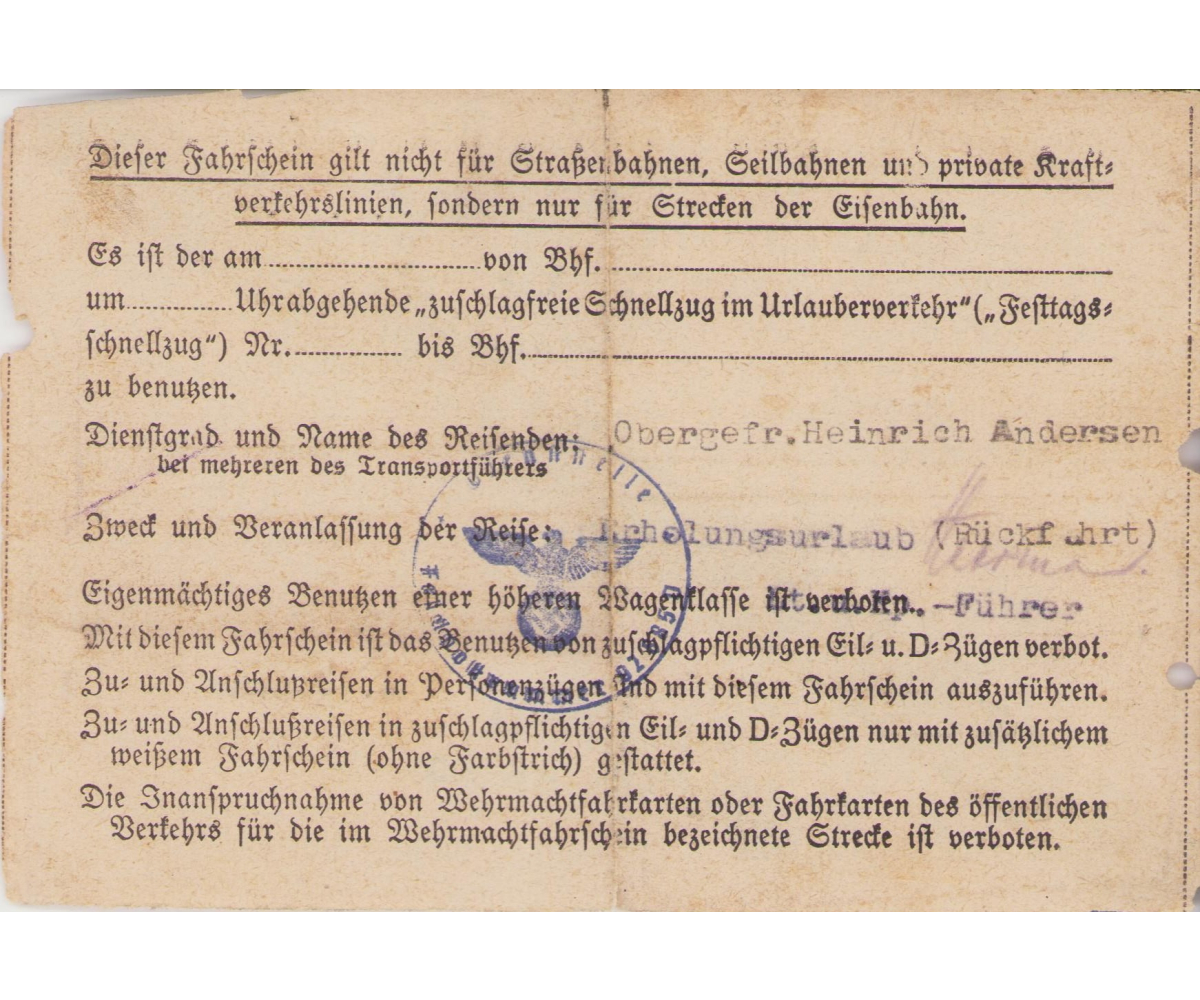 Dieser Fahrschein gilt nicht für Straßenbahnen, Seilbahnen und private Kraft-
verkehrslinien, sondern nur für Strecken der Eisenbahn.
Es ist der am ............ von Bhf. ............
um ............ Uhr abgehende „zuschlagfreie Schnellzug im Urlauberverkehr“ („Festtags-
schnellzug“) Nr. ............ bis Bhf. ............
zu benutzen.
Dienstgrad und Name des Reisenden: Obergefr. Heinrich Andersen
bei mehreren des Transportführers
Zweck und Veranlassung der Reise: Erholungsurlaub (Rückfahrt)
Eigenmächtiges Benutzen einer höheren Wagenklasse ist verboten.
-Führer
Mit diesem Fahrschein ist das Benutzen von zuschlagpflichtigen Eil- u. D-Zügen verbot.
Zu- und Anschlußreisen in Personenzügen sind mit diesem Fahrschein auszuführen.
Zu- und Anschlußreisen in zuschlagpflichtigen Eil- und D-Zügen nur mit zusätzlichem
weißem Fahrschein (ohne Farbstrich) gestattet.
Die Inanspruchnahme von Wehrmachtfahrkarten oder Fahrkarten des öffentlichen
Verkehrs für die im Wehrmachtfahrschein bezeichnete Strecke ist verboten.